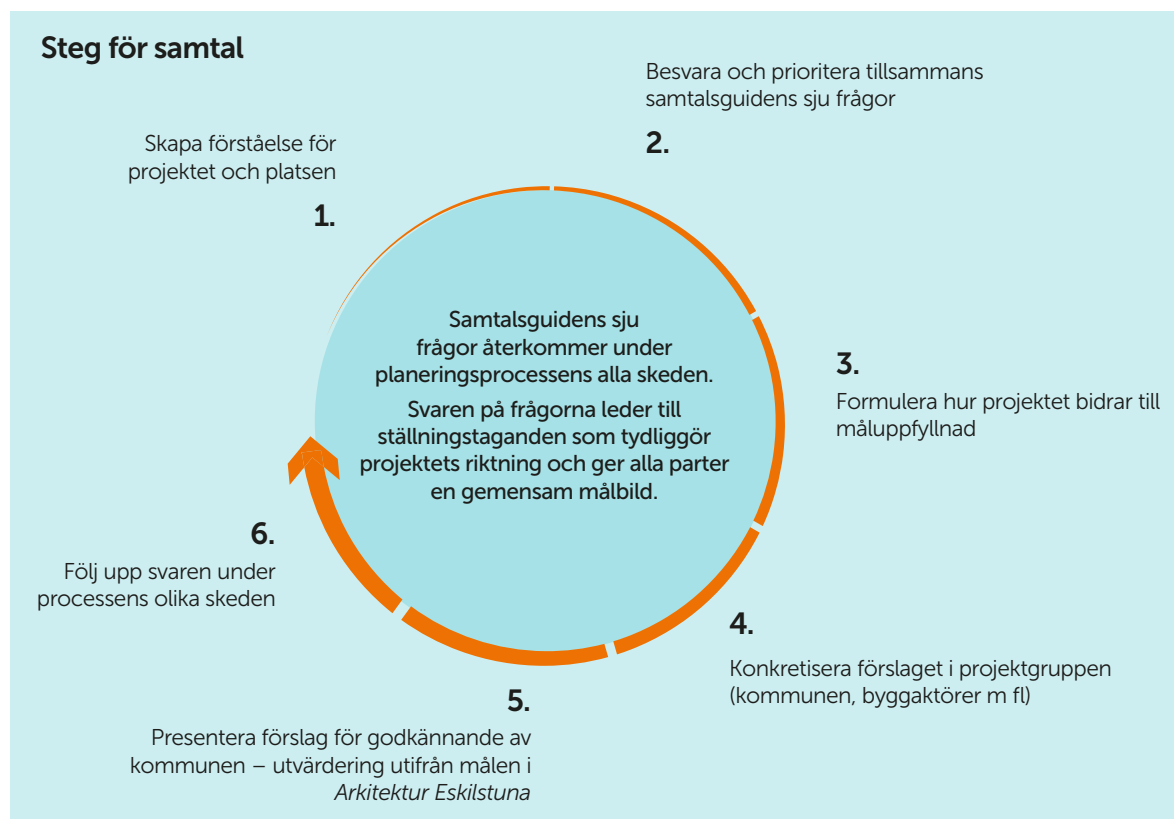 Steg för samtal
Skapa förståelse för
projektet och platsen
1.
Besvara och prioritera tillsammans
samtalsguidens sju frågor
2.
3.
Formulera hur projektet bidrar till
måluppfyllnad
4.
Konkretisera förslaget i projektgruppen
(kommunen, byggaktörer m fl)
5.
Presentera förslag för godkännande av
kommunen – utvärdering utifrån målen i
Arkitektur Eskilstuna
6.
Följ upp svaren under
processens olika skeden
Samtalsguidens sju
frågor återkommer under
planeringsprocessens alla skeden.
Svaren på frågorna leder till
ställningstaganden som tydliggör
projektets riktning och ger alla parter
en gemensam målbild.